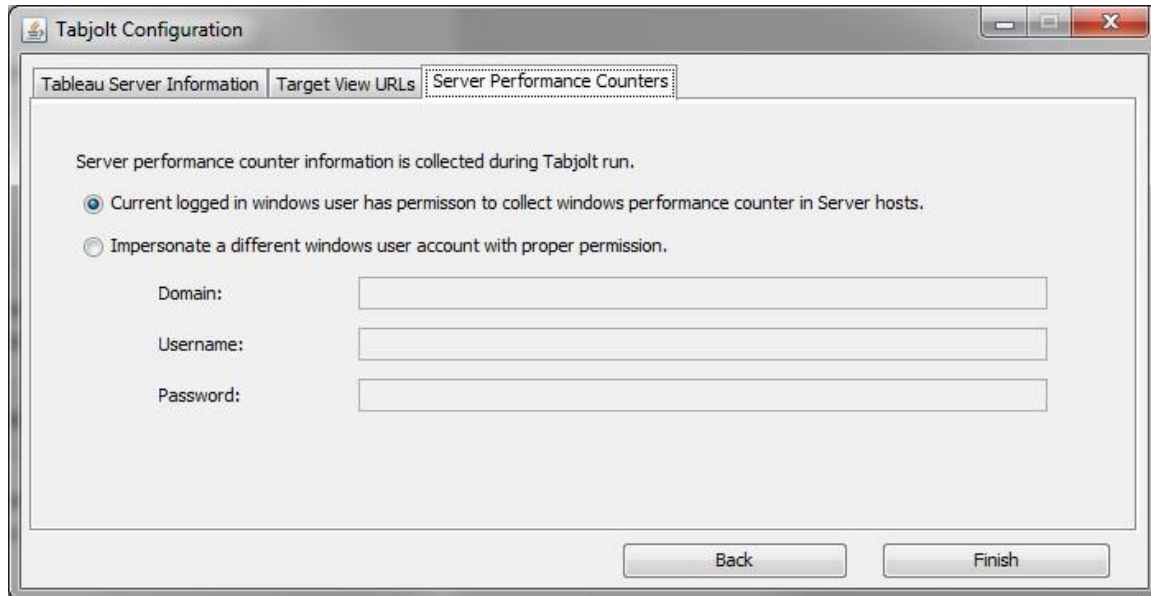 Tabjolt Configuration
Tableau Server Information Target View URLs Server Performance Counters
Server performance counter information is collected during Tabjolt run.
Current logged in windows user has permisson to collect windows performance counter in Server hosts.
Impersonate a different windows user account with proper permission.
Domain:
Username:
Password:
Back Finish